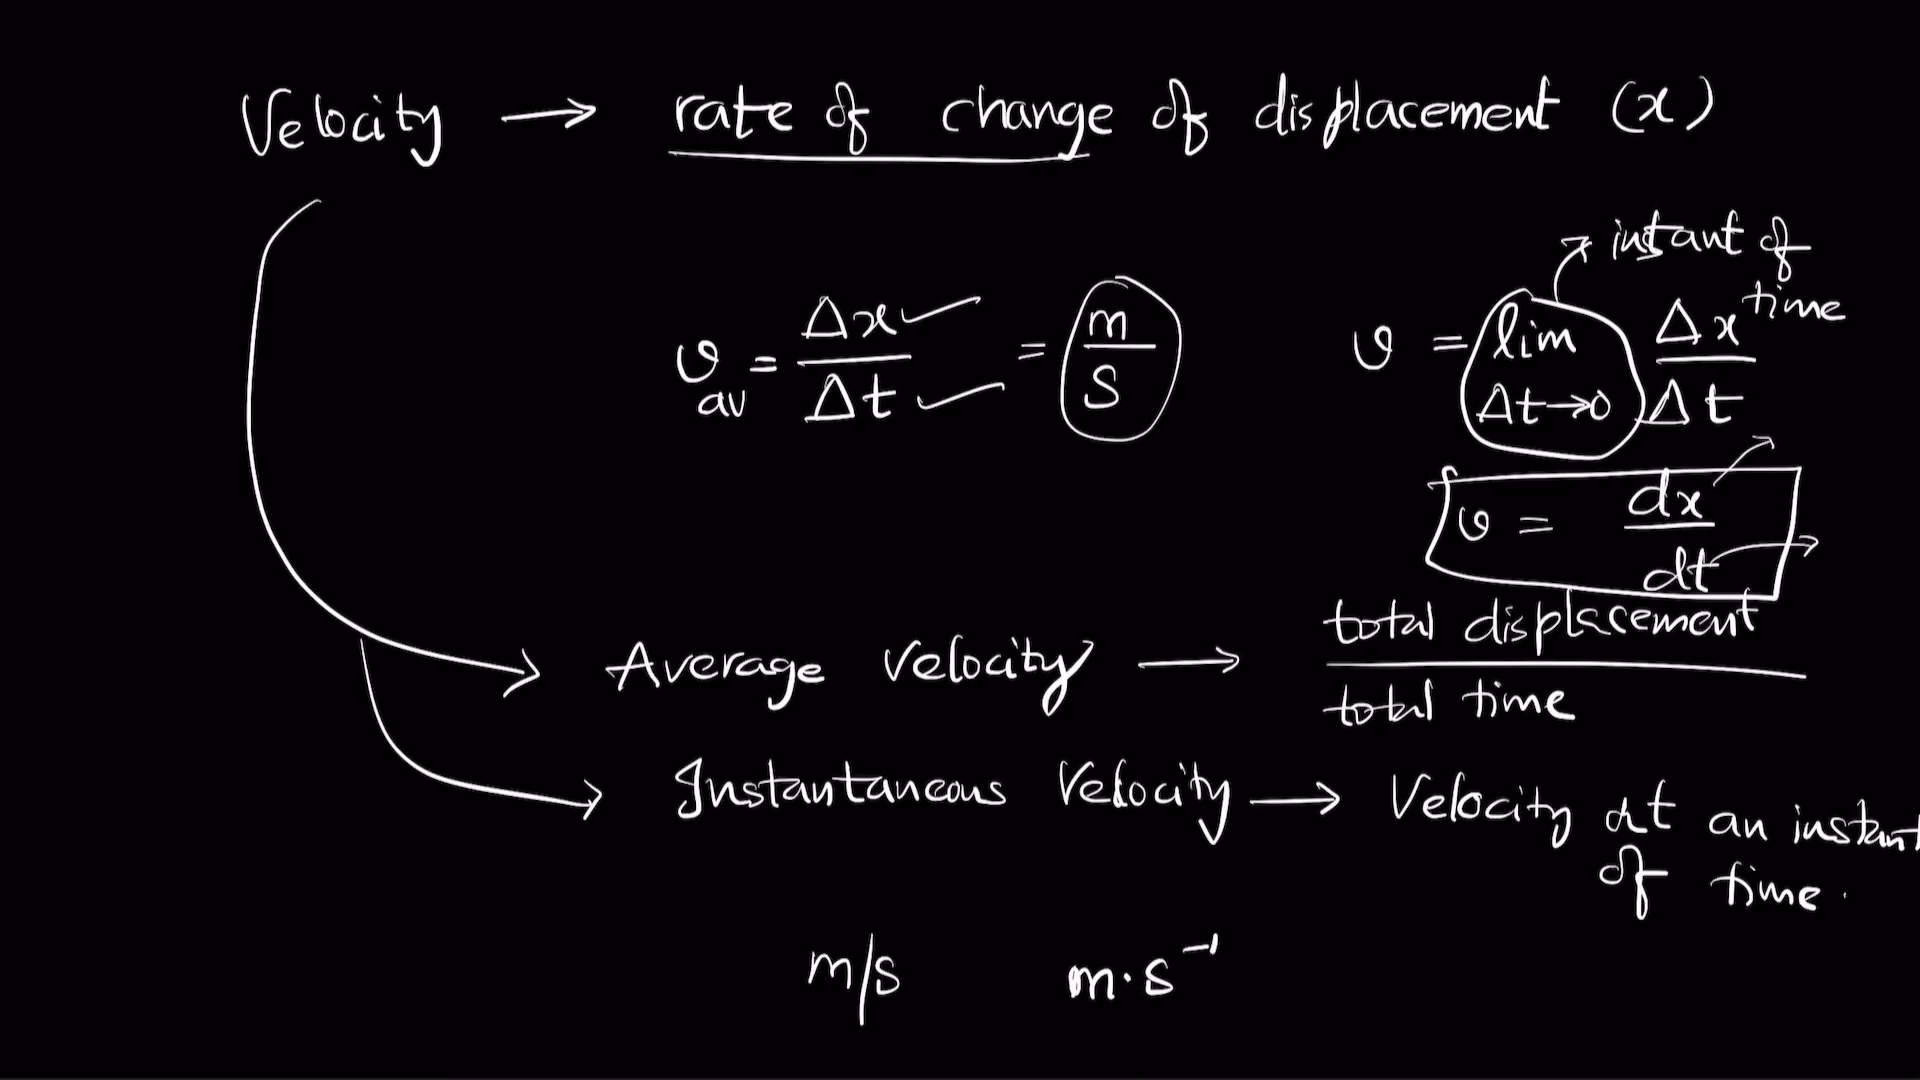 Velocity → rate of change of displacement (x)
instant of time
v_av = Δx/Δt = m/s
v = lim Δt→0 Δx/Δt
v = dx/dt
Average Velocity → total displacement / total time
Instantaneous Velocity → Velocity at an instant
of time.
m/s m·s⁻¹